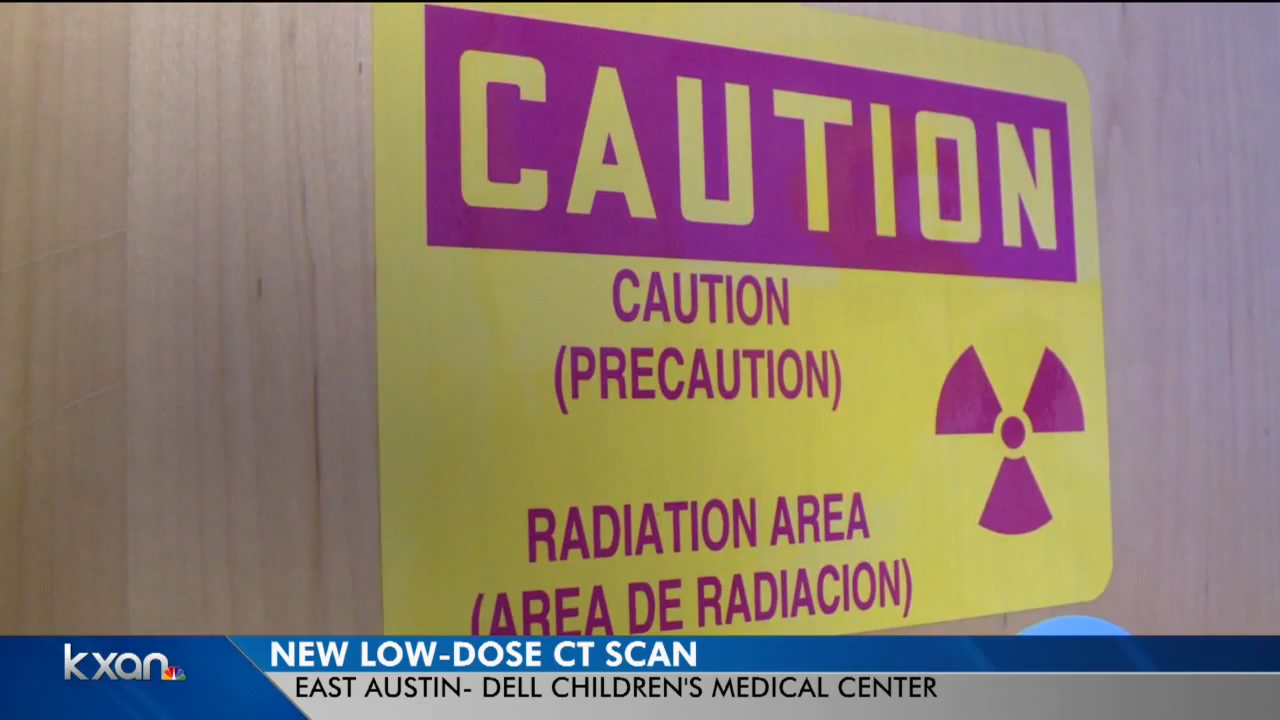 CAUTION
CAUTION
(PRECAUTION)
RADIATION AREA
(AREA DE RADIACION)
kxan
NEW LOW-DOSE CT SCAN
EAST AUSTIN- DELL CHILDREN'S MEDICAL CENTER